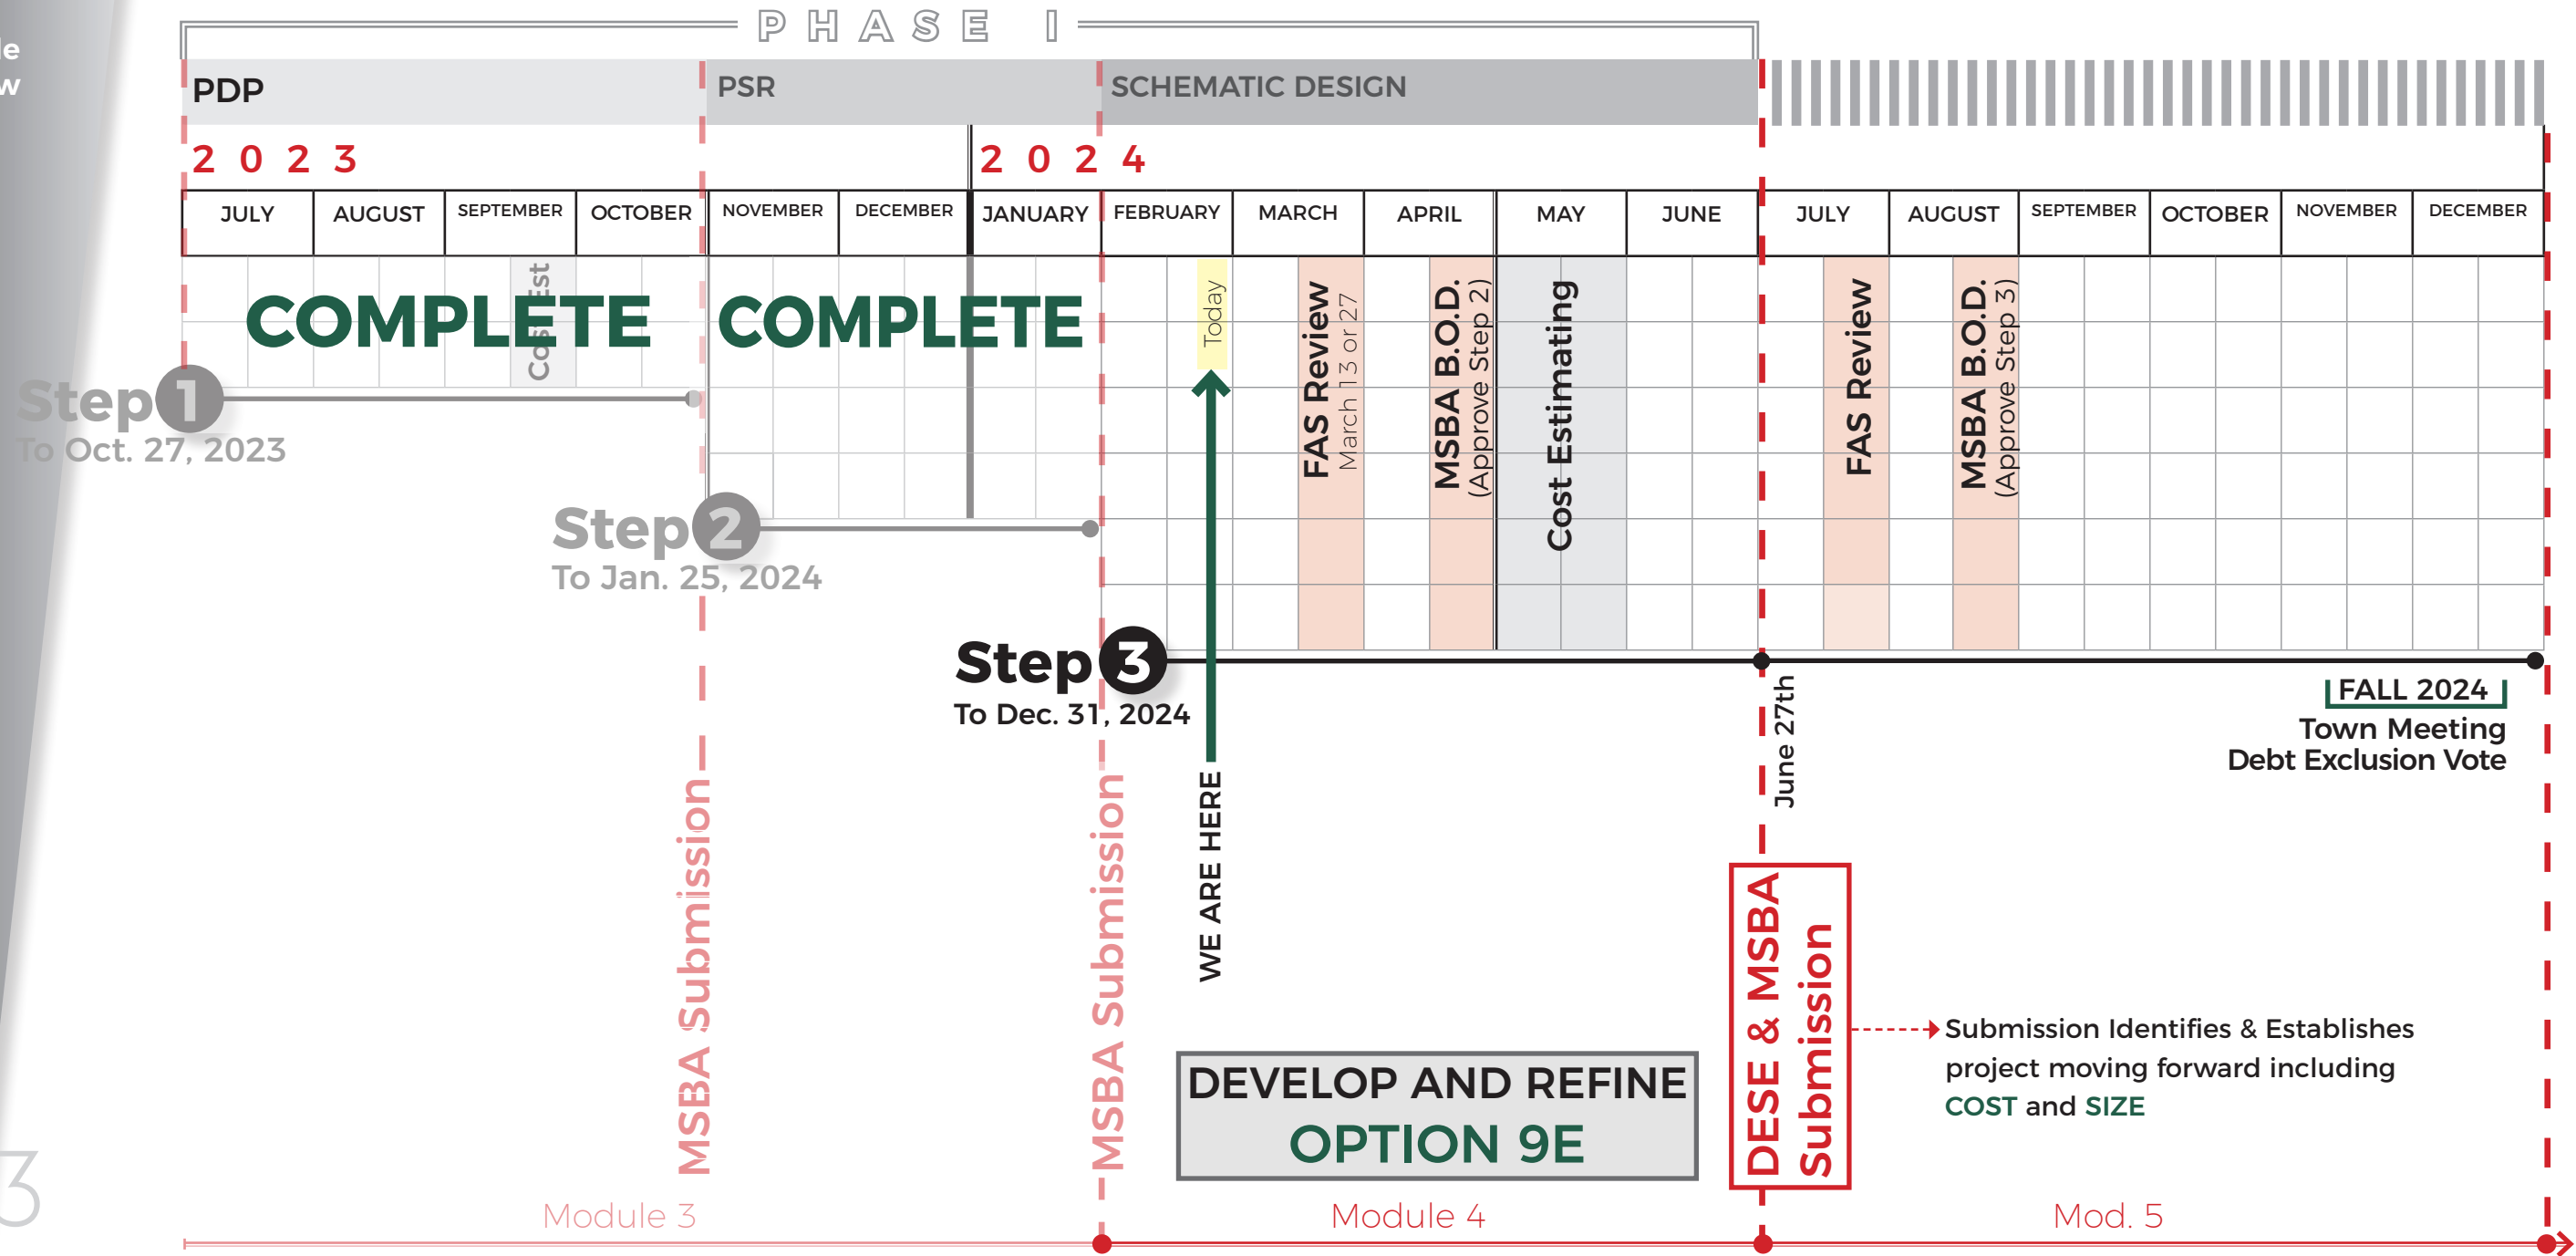 le
w
PHASE I
PDP
PSR
SCHEMATIC DESIGN
2023
2024
JULY
AUGUST
SEPTEMBER
OCTOBER
NOVEMBER
DECEMBER
JANUARY
FEBRUARY
MARCH
APRIL
MAY
JUNE
JULY
AUGUST
SEPTEMBER
OCTOBER
NOVEMBER
DECEMBER
Cost Est
COMPLETE
COMPLETE
Today
FAS Review
March 13 or 27
MSBA B.O.D.
(Approve Step 2)
Cost Estimating
FAS Review
MSBA B.O.D.
(Approve Step 3)
Step 1
To Oct. 27, 2023
Step 2
To Jan. 25, 2024
Step 3
To Dec. 31, 2024
FALL 2024
Town Meeting
Debt Exclusion Vote
June 27th
MSBA Submission
MSBA Submission
WE ARE HERE
DESE & MSBA
Submission
Submission Identifies & Establishes
project moving forward including
COST and SIZE
DEVELOP AND REFINE
OPTION 9E
3
Module 3
Module 4
Mod. 5